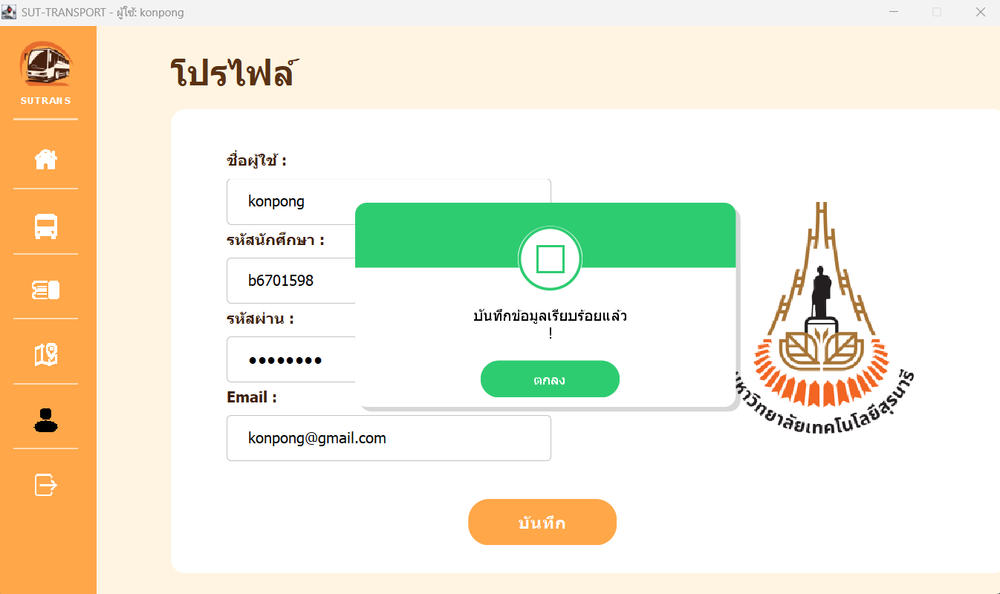 SUT-TRANSPORT - ผู้ใช้: konpong
SUTRANS
โปรไฟล์
ชื่อผู้ใช้ :
konpong
รหัสนักศึกษา :
b6701598
รหัสผ่าน :
••••••••
Email :
konpong@gmail.com
บันทึกข้อมูลเรียบร้อยแล้ว
!
ตกลง
มหาวิทยาลัยเทคโนโลยีสุรนารี
บันทึก